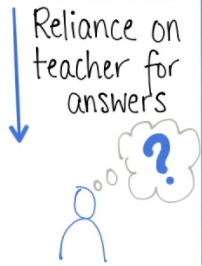 Reliance on
teacher for
answers
?